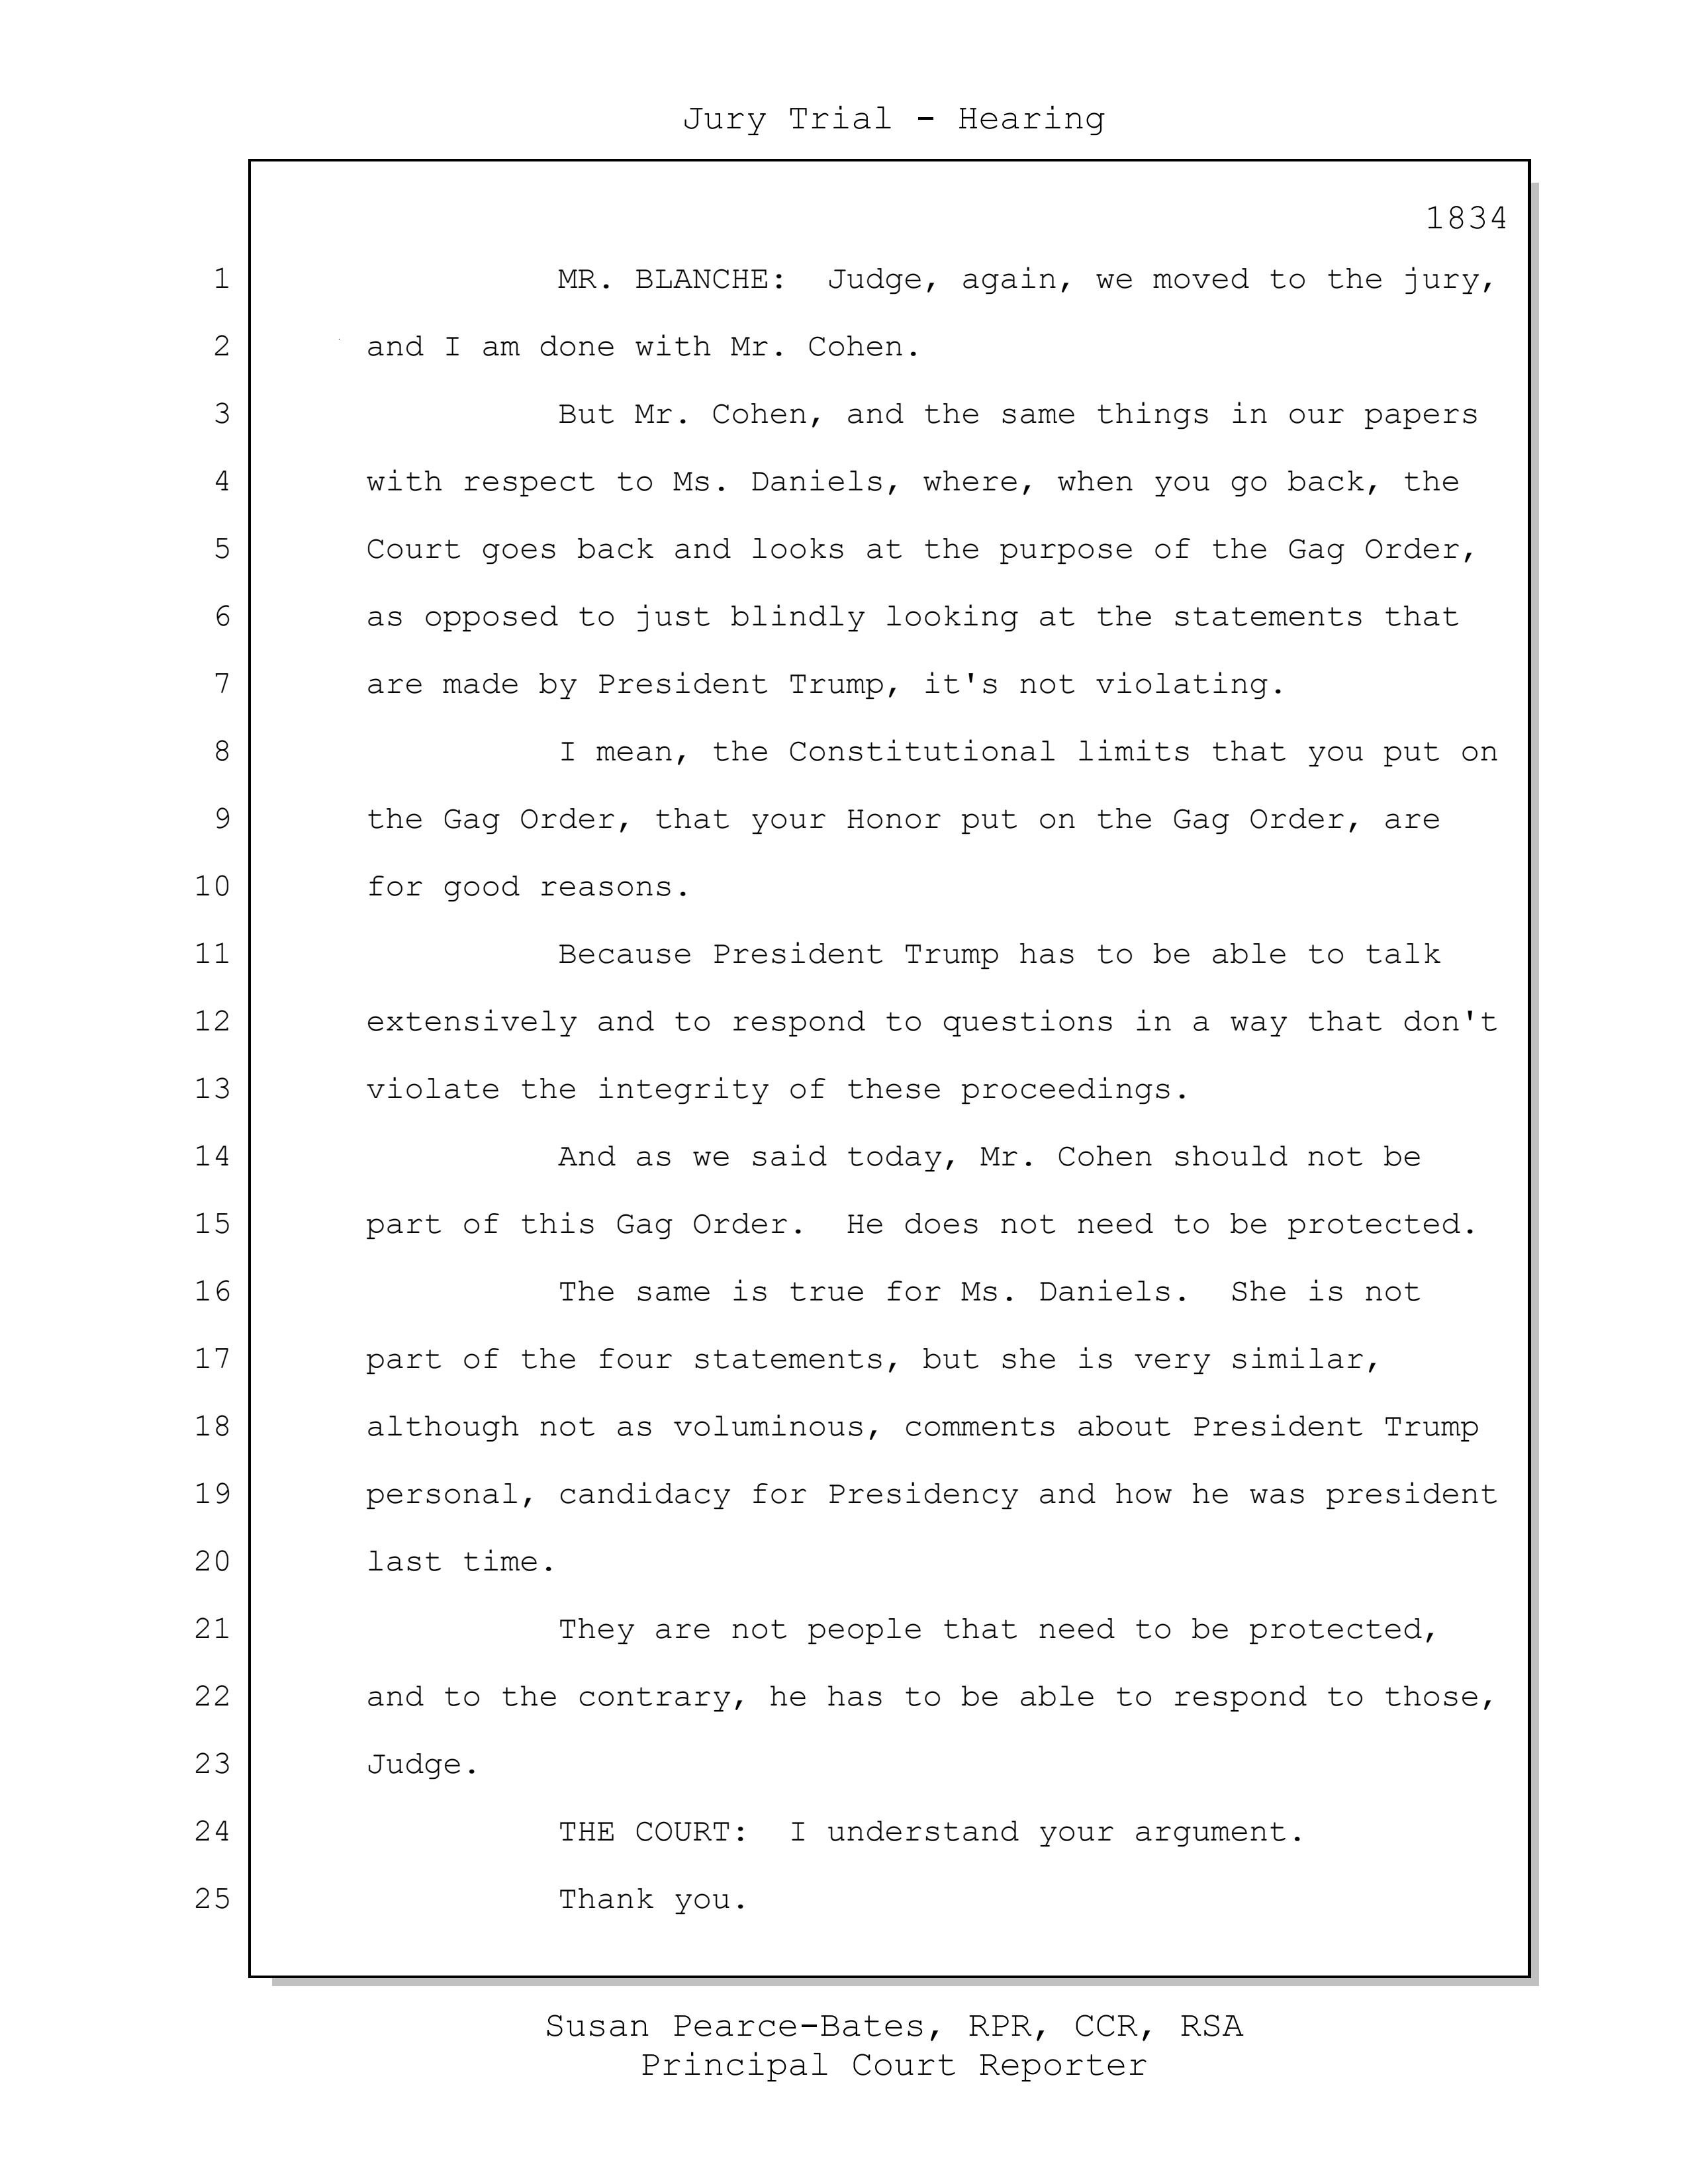 Jury Trial - Hearing
1834
1 MR. BLANCHE: Judge, again, we moved to the jury,
2 and I am done with Mr. Cohen.
3 But Mr. Cohen, and the same things in our papers
4 with respect to Ms. Daniels, where, when you go back, the
5 Court goes back and looks at the purpose of the Gag Order,
6 as opposed to just blindly looking at the statements that
7 are made by President Trump, it's not violating.
8 I mean, the Constitutional limits that you put on
9 the Gag Order, that your Honor put on the Gag Order, are
10 for good reasons.
11 Because President Trump has to be able to talk
12 extensively and to respond to questions in a way that don't
13 violate the integrity of these proceedings.
14 And as we said today, Mr. Cohen should not be
15 part of this Gag Order. He does not need to be protected.
16 The same is true for Ms. Daniels. She is not
17 part of the four statements, but she is very similar,
18 although not as voluminous, comments about President Trump
19 personal, candidacy for Presidency and how he was president
20 last time.
21 They are not people that need to be protected,
22 and to the contrary, he has to be able to respond to those,
23 Judge.
24 THE COURT: I understand your argument.
25 Thank you.
Susan Pearce-Bates, RPR, CCR, RSA
Principal Court Reporter